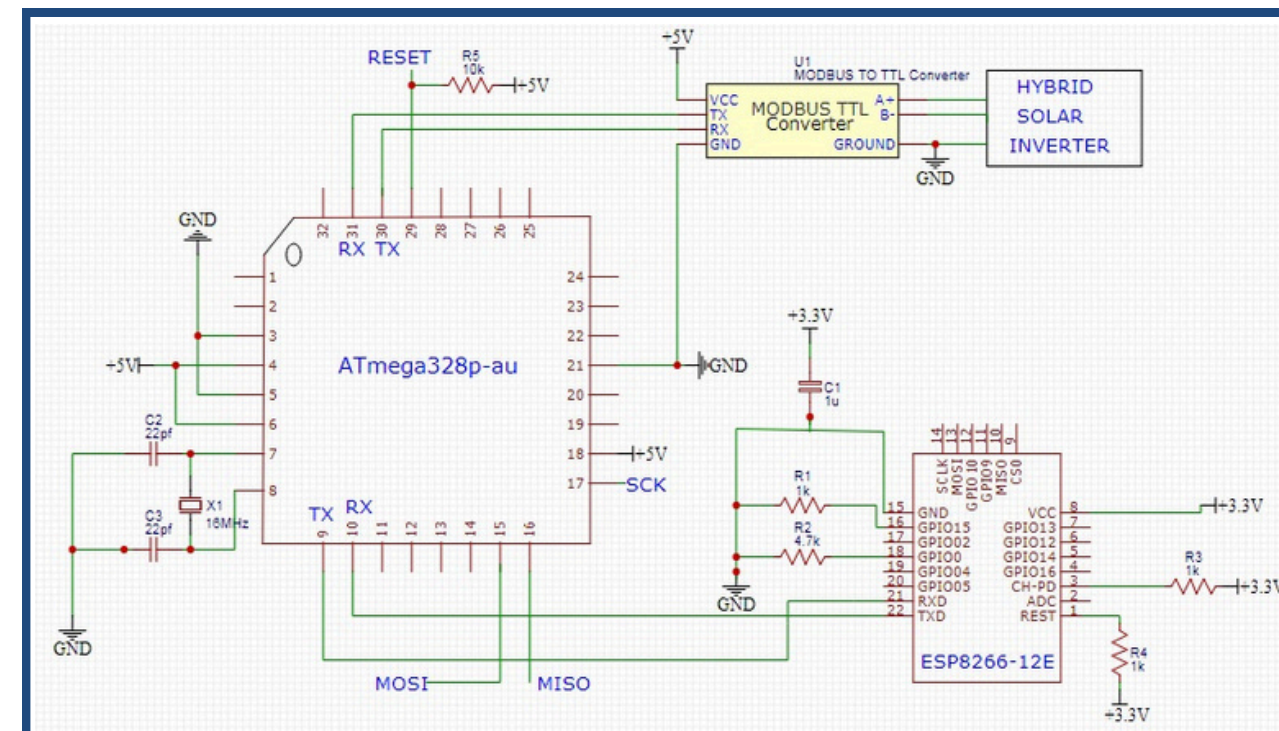 RESET
R5
10k
+5V
+5V
U1
MODBUS TO TTL Converter
VCC
TX
RX
GND
MODBUS TTL
Converter
A+
B-
GROUND
GND
HYBRID
SOLAR
INVERTER
GND
32
31
30
29
28
27
26
25
RX TX
1
2
3
4
5
6
7
8
24
23
22
21
20
19
18
17
ATmega328p-au
+5V
GND
+5V
SCK
C2
22pf
X1
16MHz
C3
22pf
GND
TX
RX
9
10
11
12
13
14
15
16
MOSI
MISO
+3.3V
C1
1u
R1
1k
R2
4.7k
GND
14
13
12
11
10
9
SCLK
MOSI
GPIO10
GPIO9
MISO
CS0
15 GND
16 GPIO15
17 GPIO02
18 GPIO0
19 GPIO04
20 GPIO05
21 RXD
22 TXD
VCC 8
GPIO13 7
GPIO12 6
GPIO14 5
GPIO16 4
CH-PD 3
ADC 2
REST 1
ESP8266-12E
+3.3V
R3
1k
+3.3V
R4
1k
+3.3V